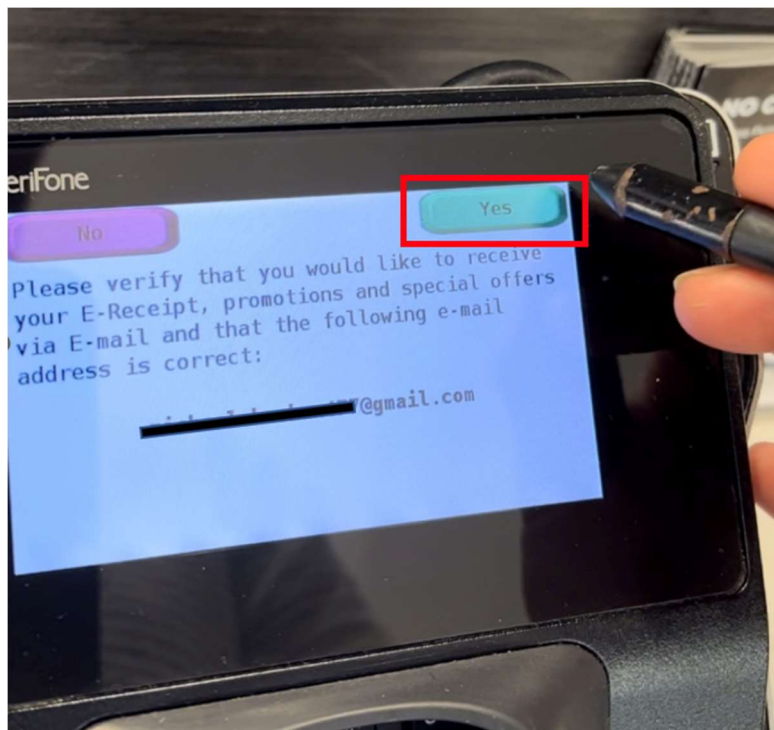 eriFone
No
Yes
Please verify that you would like to receive
your E-Receipt, promotions and special offers
via E-mail and that the following e-mail
address is correct:
@gmail.com
NO